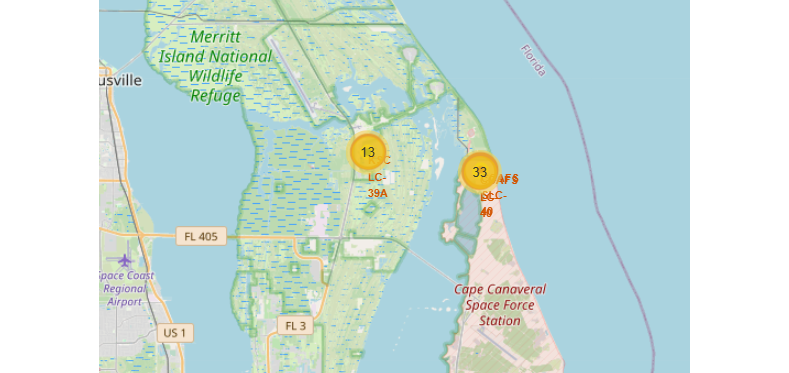 Merritt
Island National
Wildlife
Refuge
usville
Florida
13
LC-
39A
33
AFS
SLC-
40
FL 405
Space Coast
Regional
Airport
Cape Canaveral
Space Force
Station
FL 3
US 1